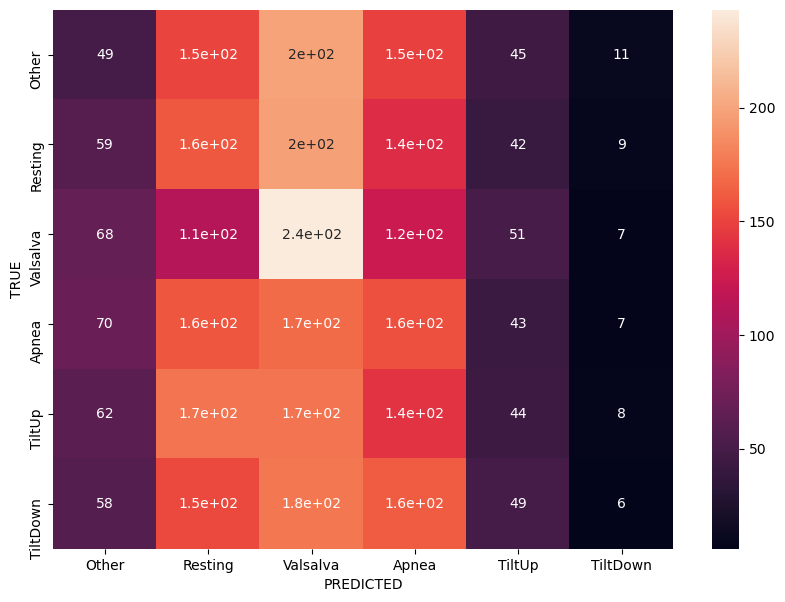 Other 49 1.5e+02 2e+02 1.5e+02 45 11
Resting 59 1.6e+02 2e+02 1.4e+02 42 9
Valsalva 68 1.1e+02 2.4e+02 1.2e+02 51 7
Apnea 70 1.6e+02 1.7e+02 1.6e+02 43 7
TiltUp 62 1.7e+02 1.7e+02 1.4e+02 44 8
TiltDown 58 1.5e+02 1.8e+02 1.6e+02 49 6
TRUE
Other Resting Valsalva Apnea TiltUp TiltDown
PREDICTED
200
150
100
50